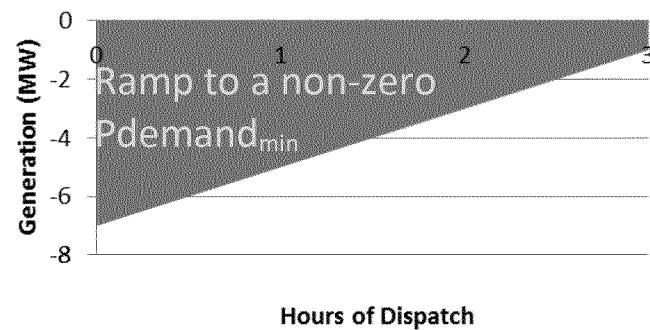 0
0
1
2
3
Ramp to a non-zero
-2
Pdemandmin
-4
-6
-8
Generation (MW)
Hours of Dispatch